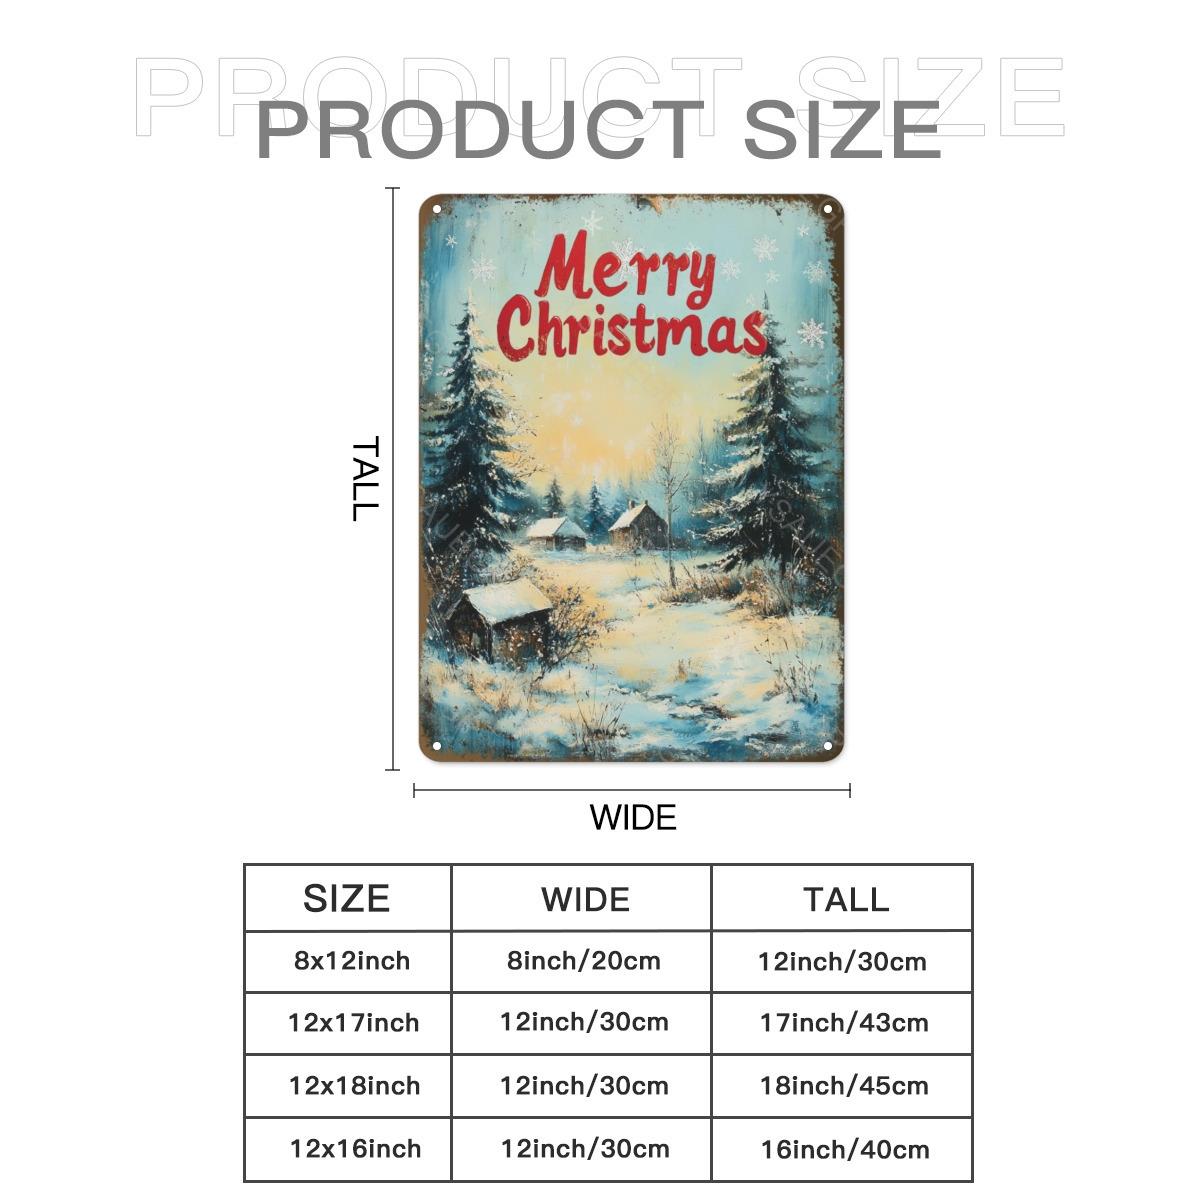 PRODUCT SIZE
PRODUCT SIZE
Merry
Christmas
TALL
WIDE
SIZE WIDE TALL
8x12inch 8inch/20cm 12inch/30cm
12x17inch 12inch/30cm 17inch/43cm
12x18inch 12inch/30cm 18inch/45cm
12x16inch 12inch/30cm 16inch/40cm